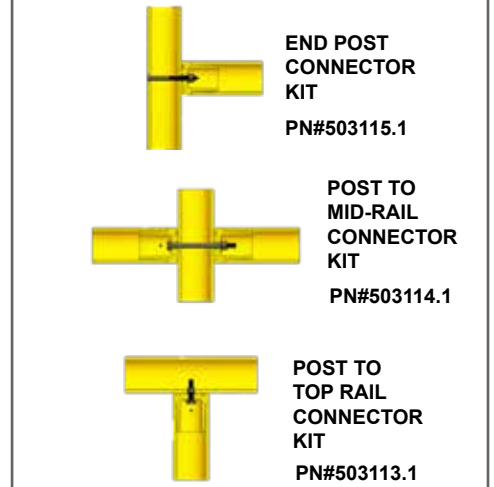 END POST
CONNECTOR
KIT
PN#503115.1
POST TO
MID-RAIL
CONNECTOR
KIT
PN#503114.1
POST TO
TOP RAIL
CONNECTOR
KIT
PN#503113.1